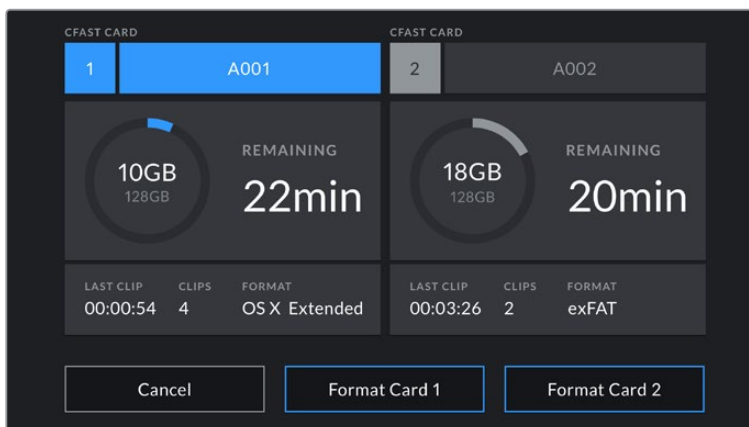 CFAST CARD
1 A001
10GB
128GB
REMAINING
22min
LAST CLIP CLIPS FORMAT
00:00:54 4 OS X Extended
CFAST CARD
2 A002
18GB
128GB
REMAINING
20min
LAST CLIP CLIPS FORMAT
00:03:26 2 exFAT
Cancel Format Card 1 Format Card 2